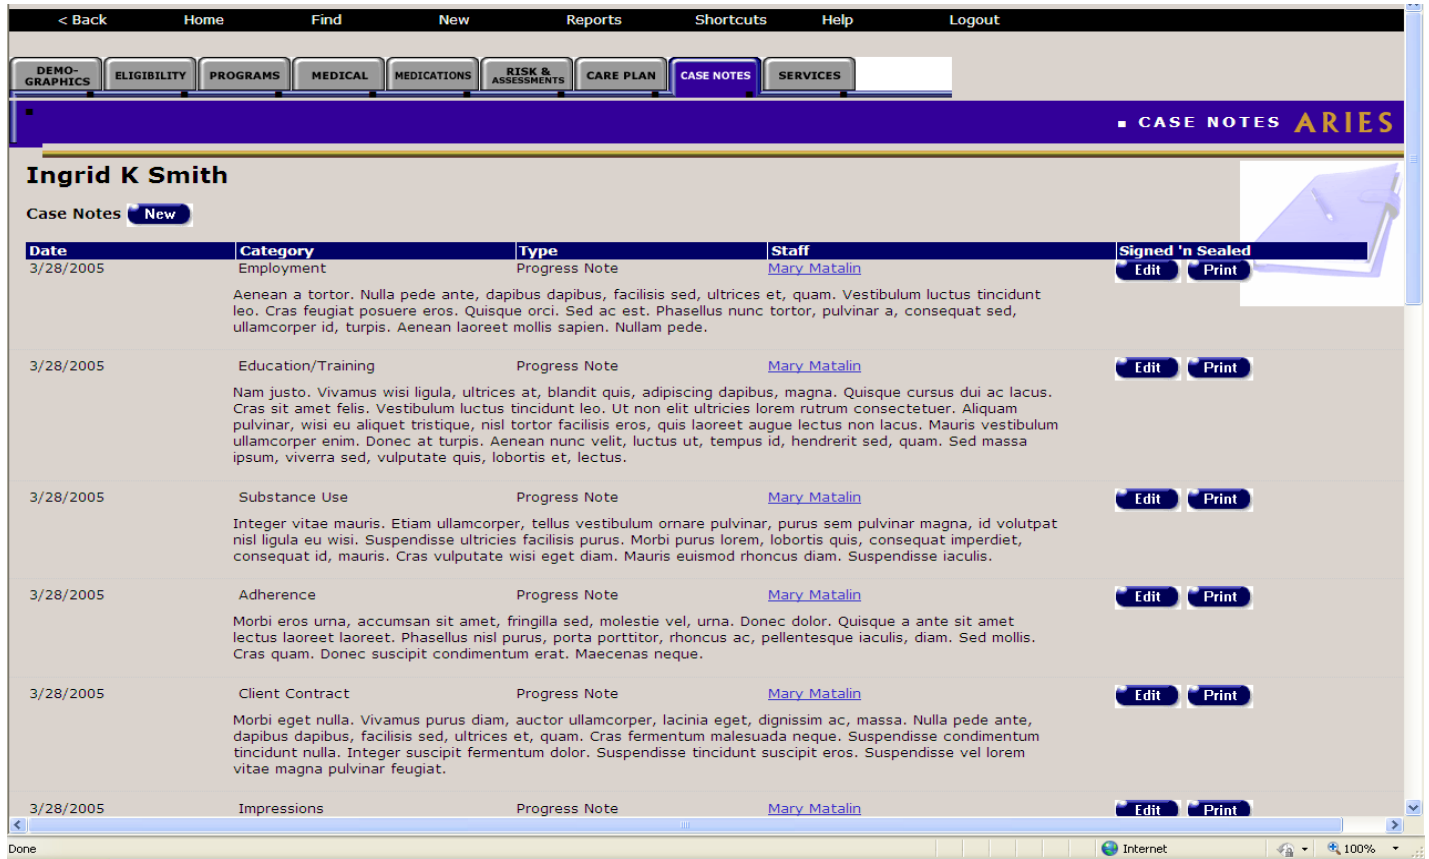 < Back Home Find New Reports Shortcuts Help Logout
DEMO-
GRAPHICS
ELIGIBILITY
PROGRAMS
MEDICAL
MEDICATIONS
RISK &
ASSESSMENTS
CARE PLAN
CASE NOTES
SERVICES
CASE NOTES ARIES
Ingrid K Smith
Case Notes New
Date Category Type Staff Signed 'n Sealed
3/28/2005 Employment Progress Note Mary Matalin Edit Print
Aenean a tortor. Nulla pede ante, dapibus dapibus, facilisis sed, ultrices et, quam. Vestibulum luctus tincidunt
leo. Cras feugiat posuere eros. Quisque orci. Sed ac est. Phasellus nunc tortor, pulvinar a, consequat sed,
ullamcorper id, turpis. Aenean laoreet mollis sapien. Nullam pede.
3/28/2005 Education/Training Progress Note Mary Matalin Edit Print
Nam justo. Vivamus wisi ligula, ultrices at, blandit quis, adipiscing dapibus, magna. Quisque cursus dui ac lacus.
Cras sit amet felis. Vestibulum luctus tincidunt leo. Ut non elit ultricies lorem rutrum consectetuer. Aliquam
pulvinar, wisi eu aliquet tristique, nisl tortor facilisis eros, quis laoreet augue lectus non lacus. Mauris vestibulum
ullamcorper enim. Donec at turpis. Aenean nunc velit, luctus ut, tempus id, hendrerit sed, quam. Sed massa
ipsum, viverra sed, vulputate quis, lobortis et, lectus.
3/28/2005 Substance Use Progress Note Mary Matalin Edit Print
Integer vitae mauris. Etiam ullamcorper, tellus vestibulum ornare pulvinar, purus sem pulvinar magna, id volutpat
nisl ligula eu wisi. Suspendisse ultricies facilisis purus. Morbi purus lorem, lobortis quis, consequat imperdiet,
consequat id, mauris. Cras vulputate wisi eget diam. Mauris euismod rhoncus diam. Suspendisse iaculis.
3/28/2005 Adherence Progress Note Mary Matalin Edit Print
Morbi eros urna, accumsan sit amet, fringilla sed, molestie vel, urna. Donec dolor. Quisque a ante sit amet
lectus laoreet laoreet. Phasellus nisl purus, porta porttitor, rhoncus ac, pellentesque iaculis, diam. Sed mollis.
Cras quam. Donec suscipit condimentum erat. Maecenas neque.
3/28/2005 Client Contract Progress Note Mary Matalin Edit Print
Morbi eget nulla. Vivamus purus diam, auctor ullamcorper, lacinia eget, dignissim ac, massa. Nulla pede ante,
dapibus dapibus, facilisis sed, ultrices et, quam. Cras fermentum malesuada neque. Suspendisse condimentum
tincidunt nulla. Integer suscipit fermentum dolor. Suspendisse tincidunt suscipit eros. Suspendisse vel lorem
vitae magna pulvinar feugiat.
3/28/2005 Impressions Progress Note Mary Matalin Edit Print
Done Internet 100%